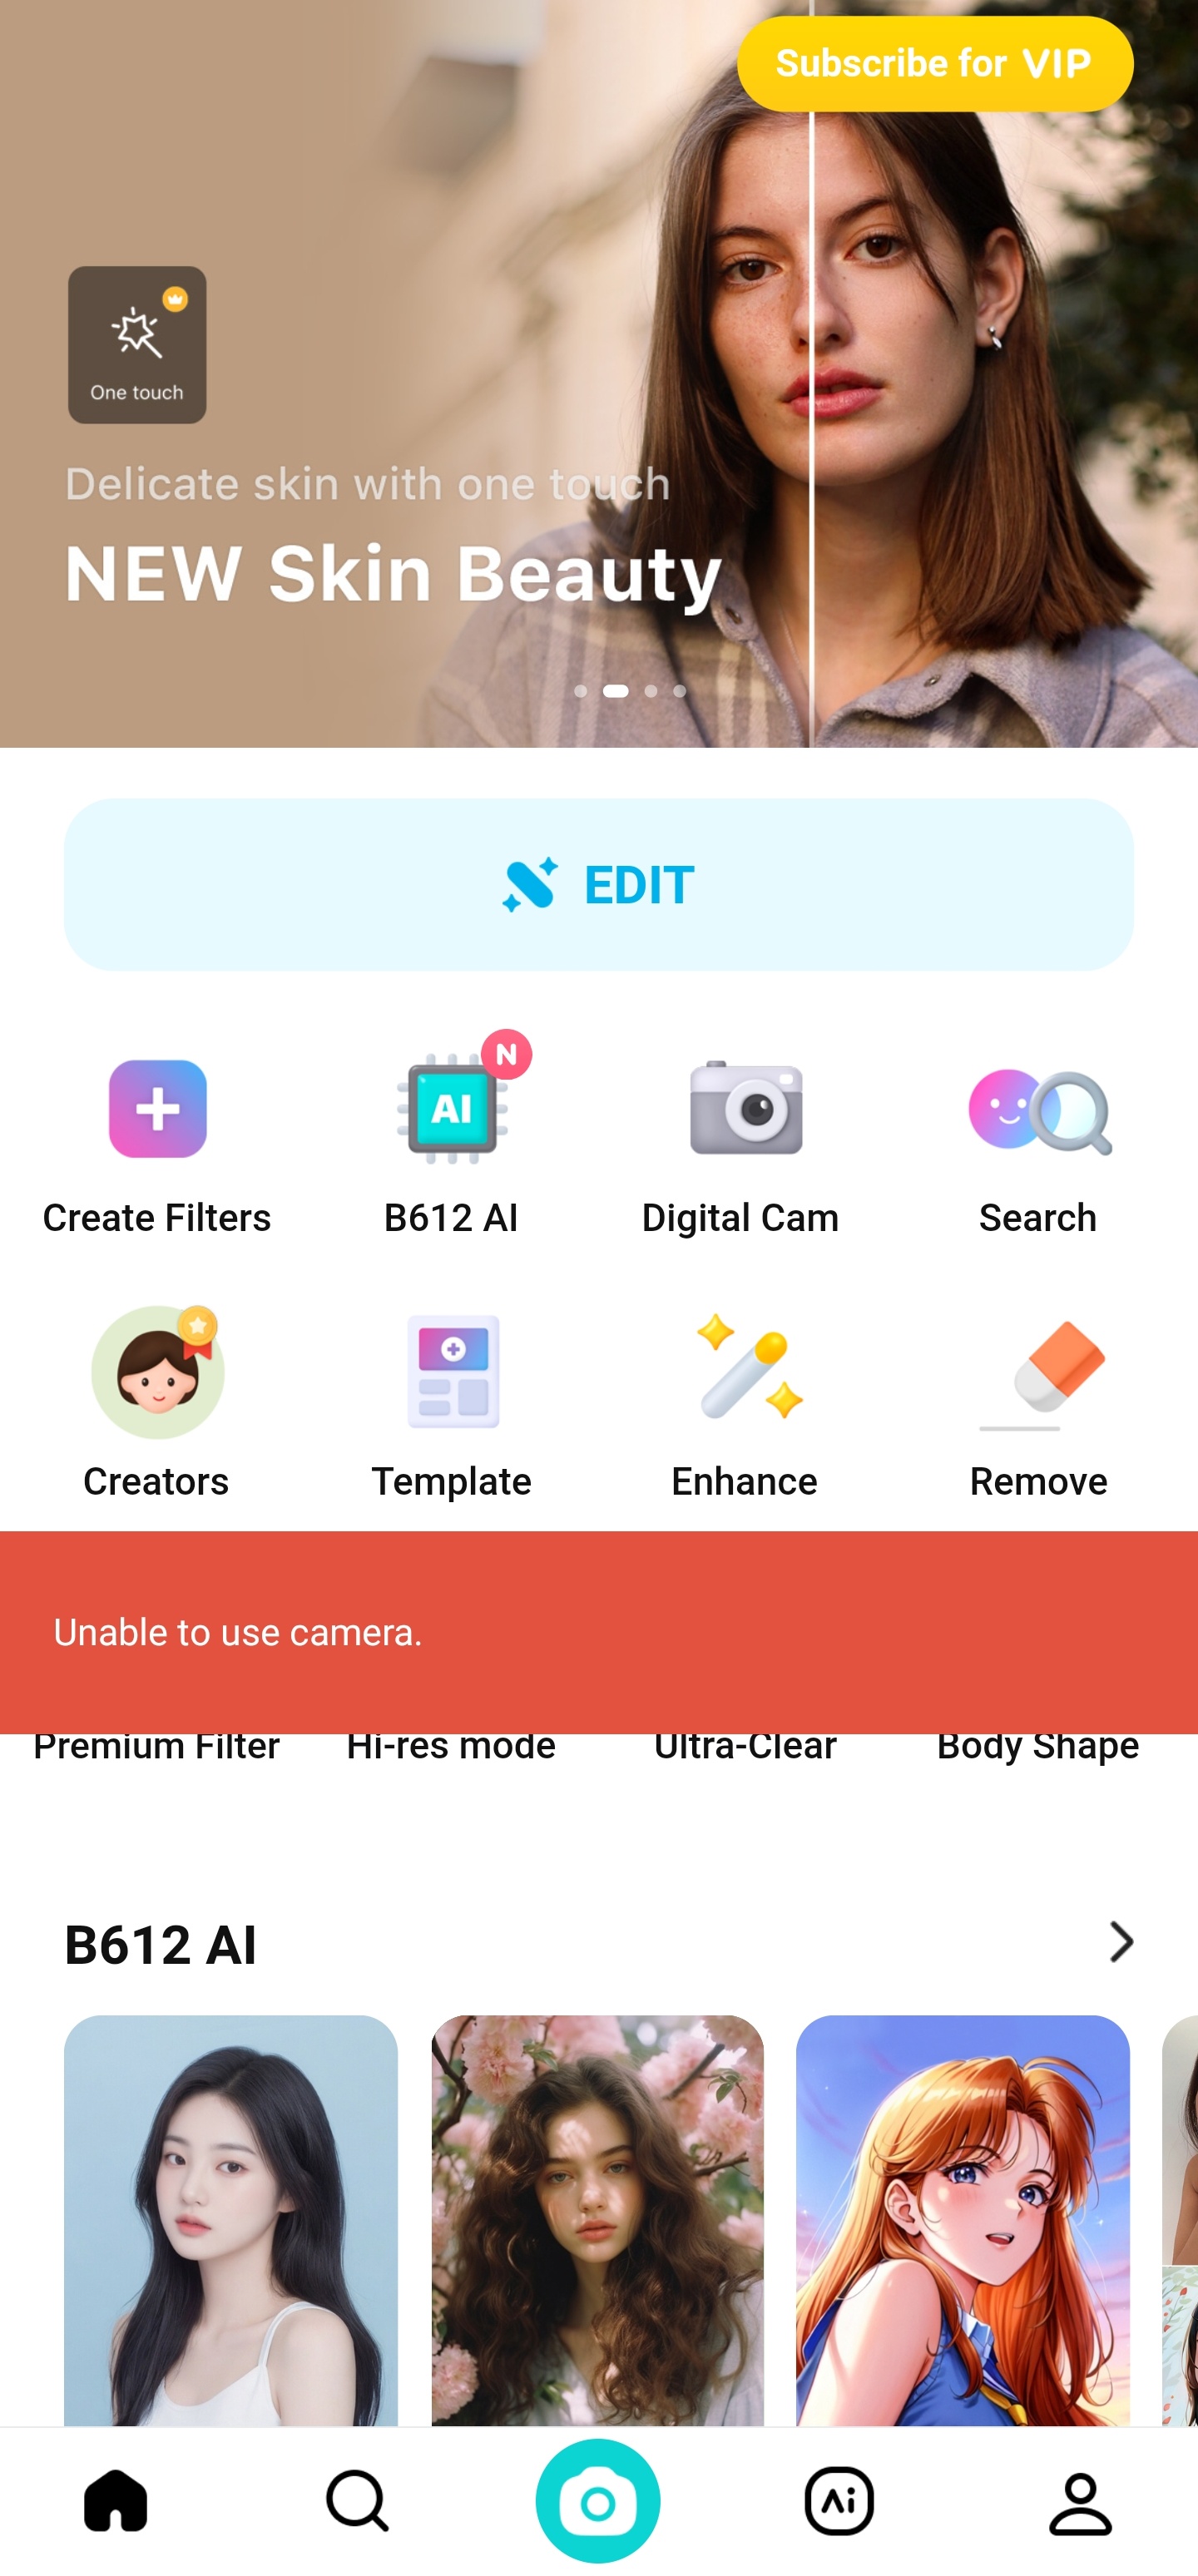 Subscribe for VIP
One touch
Delicate skin with one touch
NEW Skin Beauty
EDIT
N
AI
Create Filters
B612 AI
Digital Cam
Search
Creators
Template
Enhance
Remove
Unable to use camera.
Premium Filter
Hi-res mode
Ultra-Clear
Body Shape
B612 AI
Ai